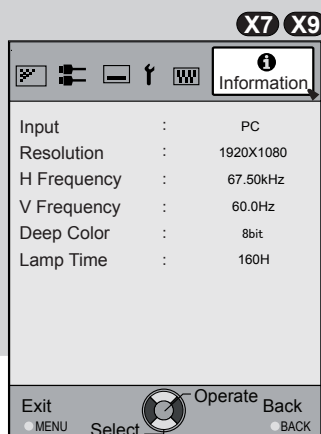 X7 X9
Information
Input : PC
Resolution : 1920X1080
H Frequency : 67.50kHz
V Frequency : 60.0Hz
Deep Color : 8bit
Lamp Time : 160H
Exit Operate Back
MENU Select BACK